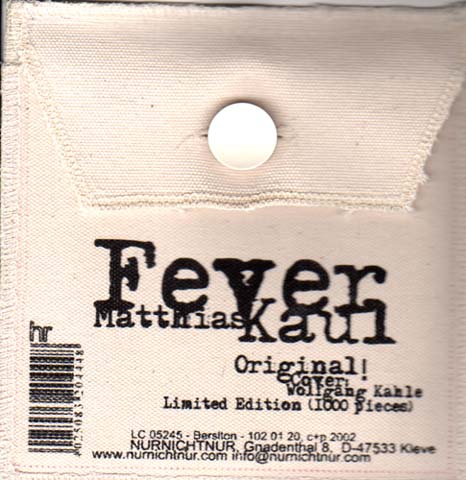 Fever
Matthias Kaul
Original!
Cover:
Wolfgang Kahle
Limited Edition (1000 pieces)
hr
LC 05245 - Berslton - 102 01 20, c+p 2002
NURNICHTNUR, Gnadenthal 8, D-47533 Kleve
www.nurnichtnur.com info@nurnichtnur.com